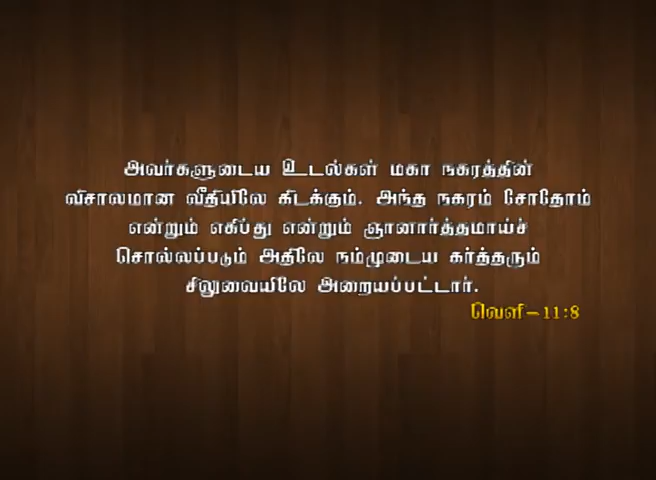 அவர்களுடைய உடல்கள் மகா நகரத்தின்
விசாலமான வீதியிலே கிடக்கும். அந்த நகரம் சோதோம்
என்றும் எகிப்து என்றும் ஞானார்த்தமாய்ச்
சொல்லப்படும் அதிலே நம்முடைய கர்த்தரும்
சிலுவையிலே அறையப்பட்டார்.
வெளி-11:8